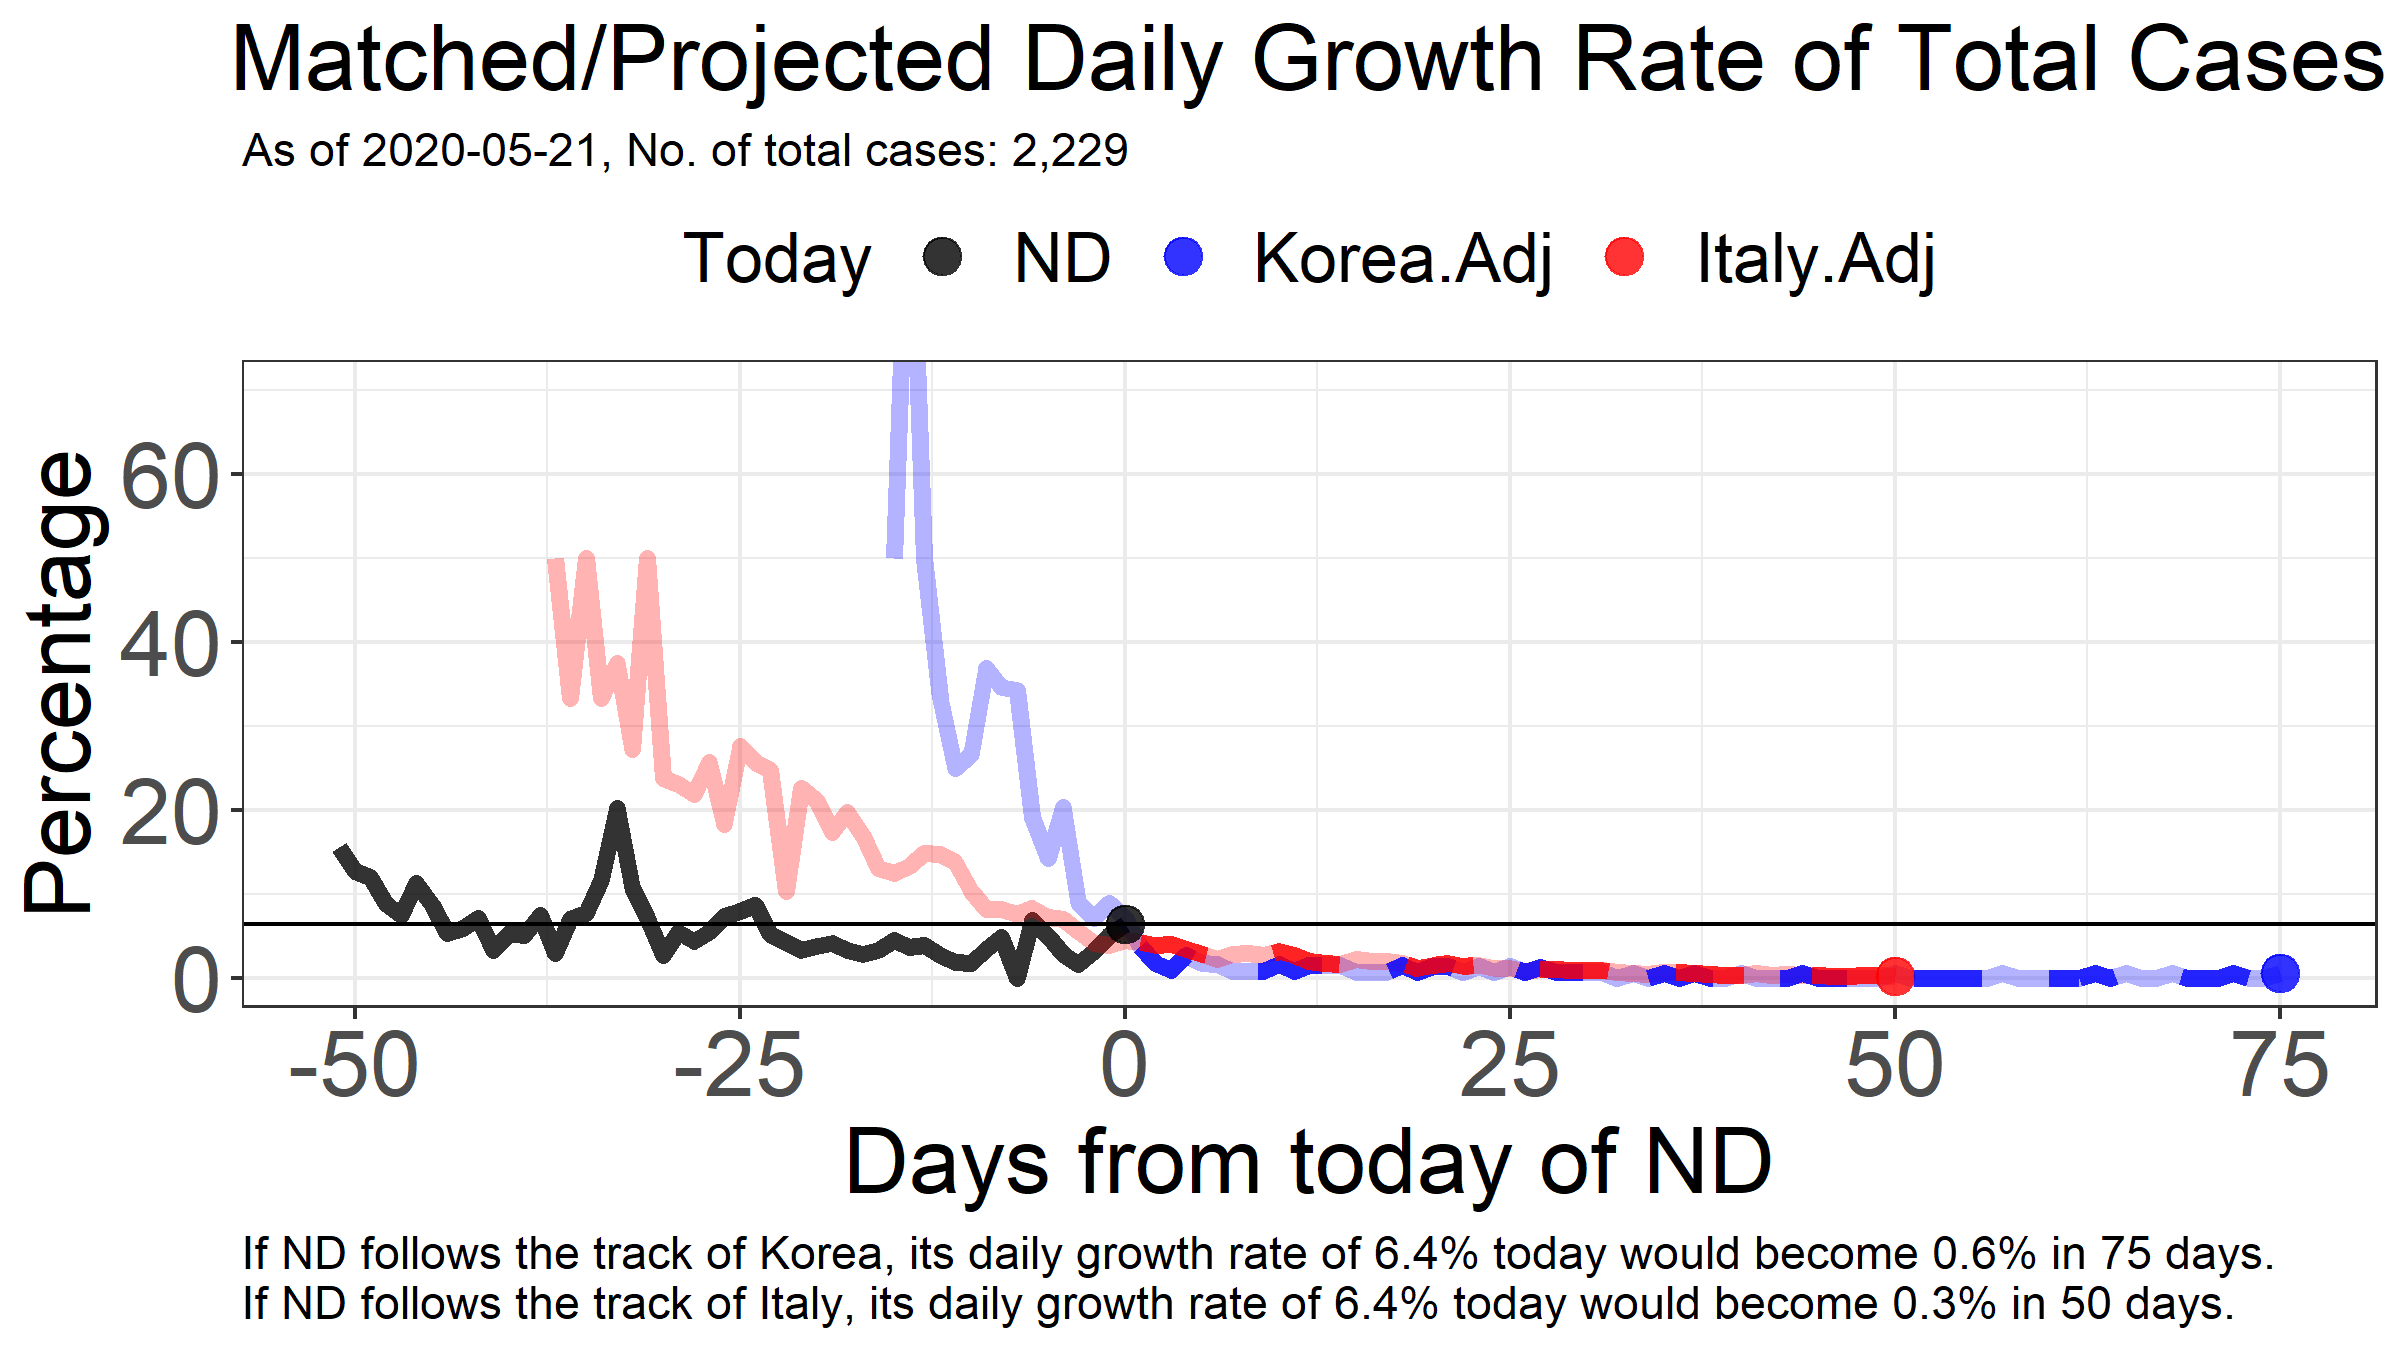 Matched/Projected Daily Growth Rate of Total Cases
As of 2020-05-21, No. of total cases: 2,229
Today ND Korea.Adj Italy.Adj
Percentage
60
40
20
0
-50 -25 0 25 50 75
Days from today of ND
If ND follows the track of Korea, its daily growth rate of 6.4% today would become 0.6% in 75 days.
If ND follows the track of Italy, its daily growth rate of 6.4% today would become 0.3% in 50 days.